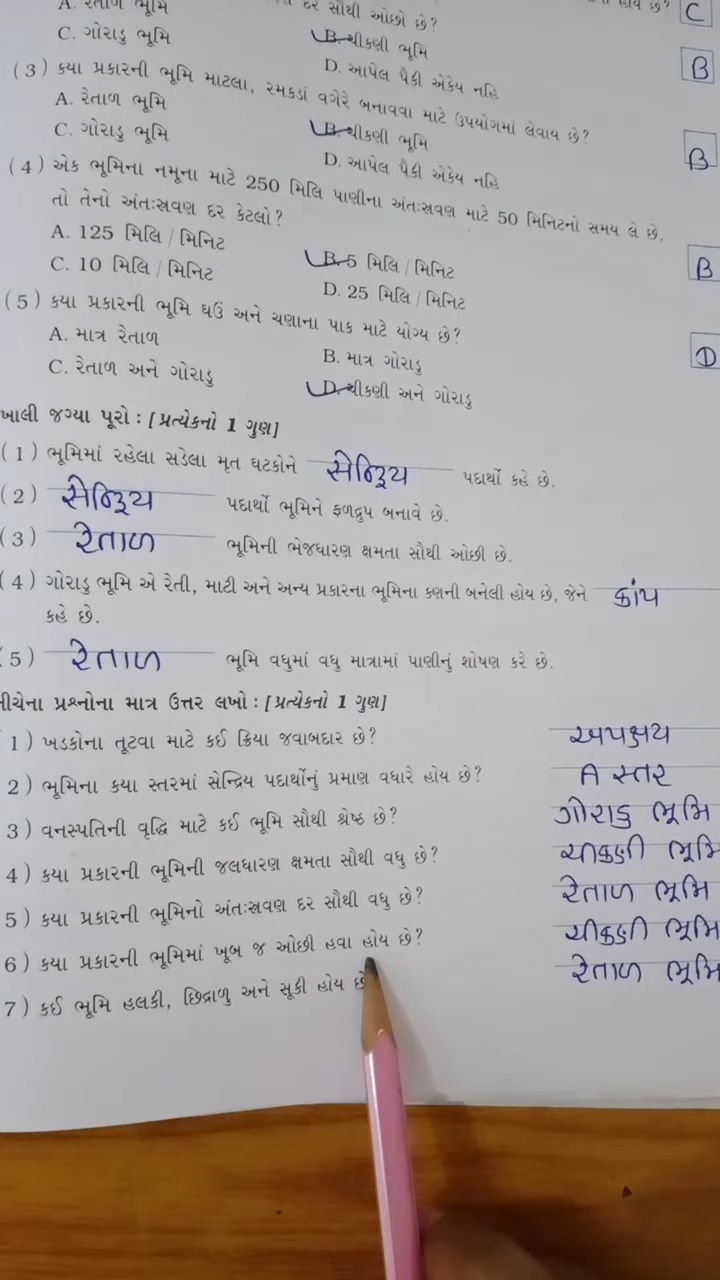 A. રેતાળ ભૂમિ
દર સૌથી ઓછો છે?
હોય છે? C
C. ગોરાડુ ભૂમિ B. ચીકણી ભૂમિ
D. આપેલ પૈકી એકેય નહિ B
(3) કયા પ્રકારની ભૂમિ માટલા, રમકડાં વગેરે બનાવવા માટે ઉપયોગમાં લેવાય છે?
A. રેતાળ ભૂમિ B. ચીકણી ભૂમિ
C. ગોરાડુ ભૂમિ D. આપેલ પૈકી એકેય નહિ B
(4) એક ભૂમિના નમૂના માટે 250 મિલિ પાણીના અંતઃસ્રવણ માટે 50 મિનિટનો સમય લે છે,
તો તેનો અંતઃસ્રવણ દર કેટલો?
A. 125 મિલિ / મિનિટ B. 5 મિલિ / મિનિટ B
C. 10 મિલિ / મિનિટ D. 25 મિલિ / મિનિટ
(5) કયા પ્રકારની ભૂમિ ઘઉં અને ચણાના પાક માટે યોગ્ય છે?
A. માત્ર રેતાળ B. માત્ર ગોરાડુ D
C. રેતાળ અને ગોરાડુ D. ચીકણી અને ગોરાડુ
ખાલી જગ્યા પૂરો : [પ્રત્યેકનો 1 ગુણ]
(1) ભૂમિમાં રહેલા સડેલા મૃત ઘટકોને સેન્દ્રિય પદાર્થો કહે છે.
(2) સેન્દ્રિય પદાર્થો ભૂમિને ફળદ્રુપ બનાવે છે.
(3) રેતાળ ભૂમિની ભેજધારણ ક્ષમતા સૌથી ઓછી છે.
(4) ગોરાડુ ભૂમિ એ રેતી, માટી અને અન્ય પ્રકારના ભૂમિના કણની બનેલી હોય છે, જેને કાંપ
કહે છે.
(5) રેતાળ ભૂમિ વધુમાં વધુ માત્રામાં પાણીનું શોષણ કરે છે.
નીચેના પ્રશ્નોના માત્ર ઉત્તર લખો : [પ્રત્યેકનો 1 ગુણ]
1) ખડકોના તૂટવા માટે કઈ ક્રિયા જવાબદાર છે? અપક્ષય
2) ભૂમિના કયા સ્તરમાં સેન્દ્રિય પદાર્થોનું પ્રમાણ વધારે હોય છે? A સ્તર
3) વનસ્પતિની વૃદ્ધિ માટે કઈ ભૂમિ સૌથી શ્રેષ્ઠ છે? ગોરાડુ ભૂમિ
4) કયા પ્રકારની ભૂમિની જલધારણ ક્ષમતા સૌથી વધુ છે? ચીકણી ભૂમિ
5) કયા પ્રકારની ભૂમિનો અંતઃસ્રવણ દર સૌથી વધુ છે? રેતાળ ભૂમિ
6) કયા પ્રકારની ભૂમિમાં ખૂબ જ ઓછી હવા હોય છે? ચીકણી ભૂમિ
7) કઈ ભૂમિ હલકી, છિદ્રાળુ અને સૂકી હોય છે રેતાળ ભૂમિ